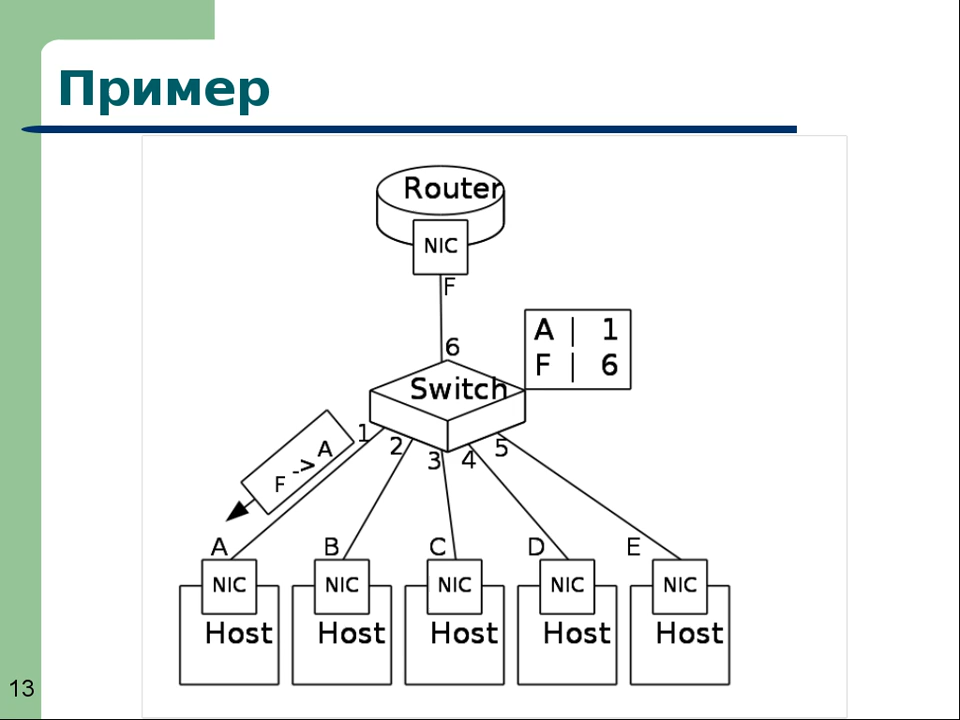 Пример
Router
NIC
F
A | 1
F | 6
6
Switch
1
2
3
4
5
F -> A
A
B
C
D
E
NIC
NIC
NIC
NIC
NIC
Host
Host
Host
Host
Host
13